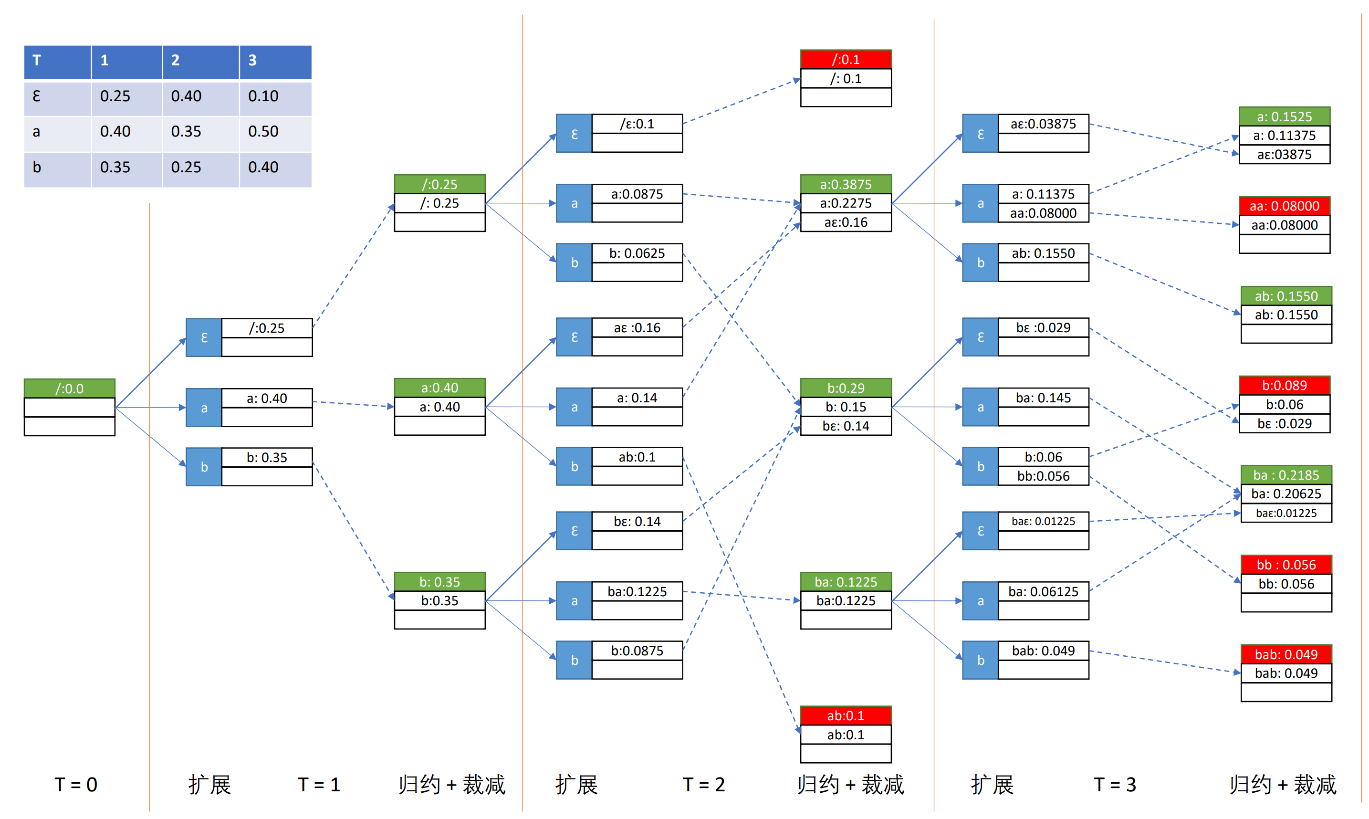 T 1 2 3
Ɛ 0.25 0.40 0.10
a 0.40 0.35 0.50
b 0.35 0.25 0.40
/:0.0
Ɛ /:0.25
a a: 0.40
b b: 0.35
/:0.25
/: 0.25
a:0.40
a: 0.40
b: 0.35
b:0.35
Ɛ /ε:0.1
a a:0.0875
b b: 0.0625
Ɛ aε :0.16
a a: 0.14
b ab:0.1
Ɛ bε: 0.14
a ba:0.1225
b b:0.0875
/:0.1
/: 0.1
a:0.3875
a:0.2275
aε:0.16
b:0.29
b: 0.15
bε: 0.14
ba: 0.1225
ba:0.1225
ab:0.1
ab:0.1
Ɛ aε:0.03875
a a: 0.11375
aa:0.08000
b ab: 0.1550
Ɛ bε :0.029
a ba: 0.145
b b:0.06
bb:0.056
Ɛ baε: 0.01225
a ba: 0.06125
b bab: 0.049
a: 0.1525
a: 0.11375
aε:03875
aa: 0.08000
aa:0.08000
ab: 0.1550
ab: 0.1550
b:0.089
b:0.06
bε :0.029
ba : 0.2185
ba: 0.20625
baε:0.01225
bb : 0.056
bb: 0.056
bab: 0.049
bab: 0.049
T = 0 扩展 T = 1 归约 + 裁减 扩展 T = 2 归约 + 裁减 扩展 T = 3 归约 + 裁减